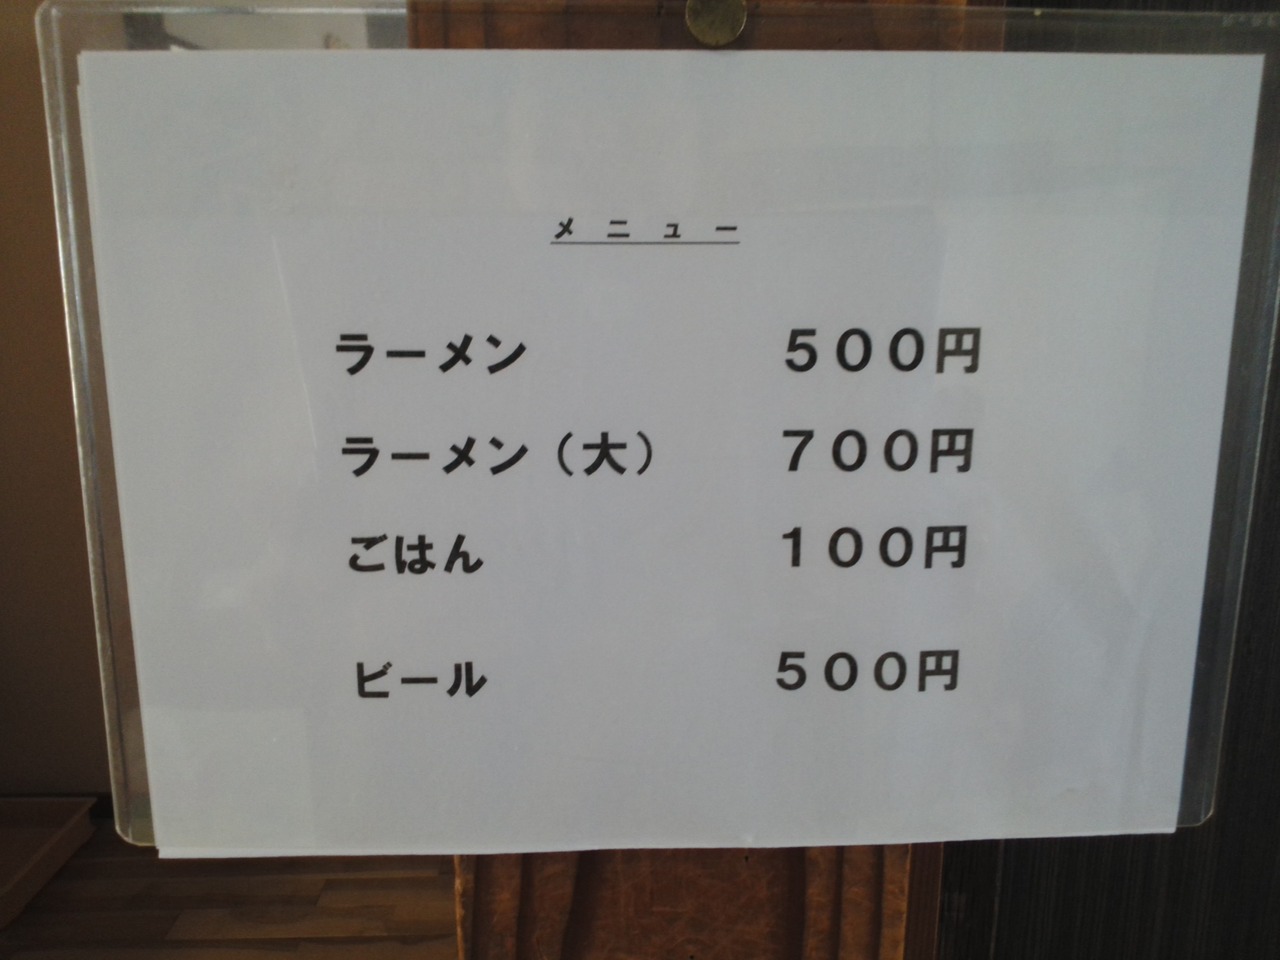 メニュー
ラーメン ５００円
ラーメン（大） ７００円
ごはん １００円
ビール ５００円